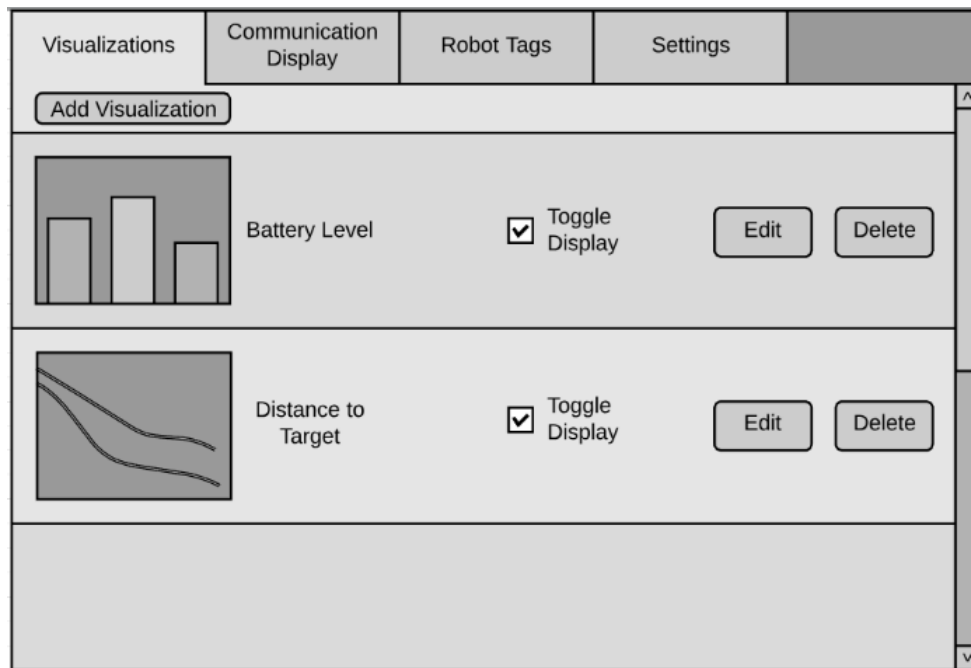 Visualizations
Communication
Display
Robot Tags
Settings
Add Visualization
Battery Level
Toggle
Display
Edit
Delete
Distance to
Target
Toggle
Display
Edit
Delete